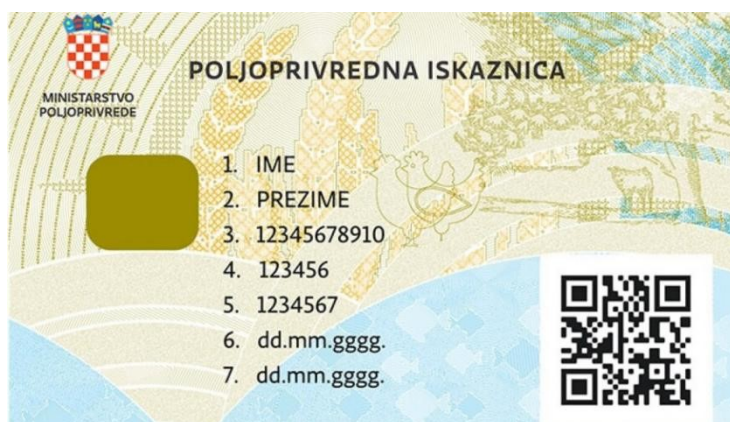 MINISTARSTVO
POLJOPRIVREDE
POLJOPRIVREDNA ISKAZNICA
1. IME
2. PREZIME
3. 12345678910
4. 123456
5. 1234567
6. dd.mm.gggg.
7. dd.mm.gggg.